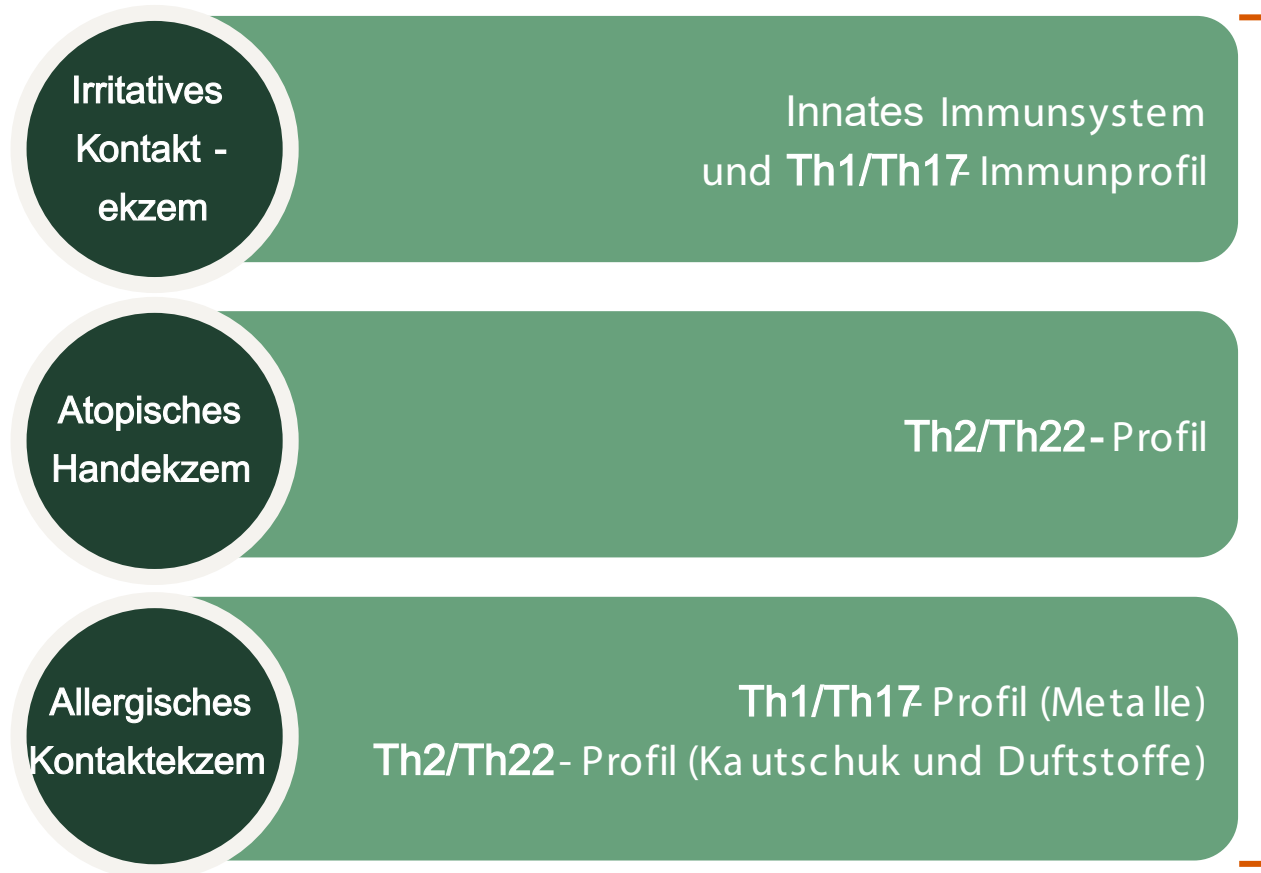 Irritatives
Kontakt -
ekzem
Innates Immunsystem
und Th1/Th17- Immunprofil
Atopisches
Handekzem
Th2/Th22- Profil
Allergisches
Kontaktekzem
Th1/Th17- Profil (Metalle)
Th2/Th22- Profil (Kautschuk und Duftstoffe)